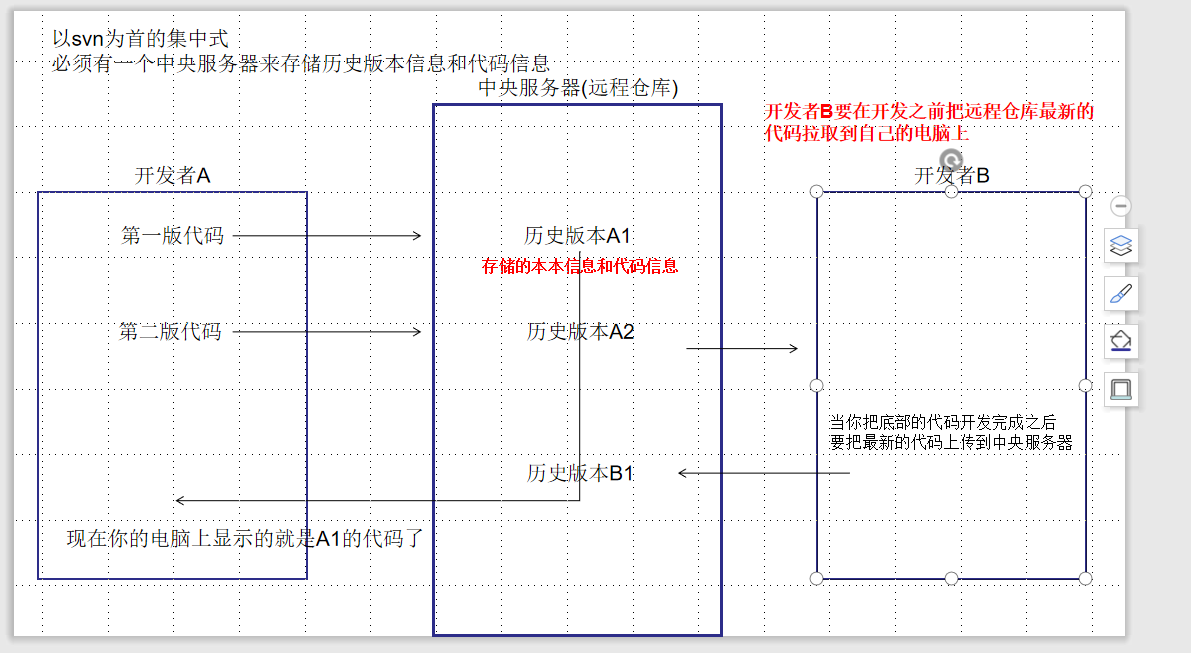 以svn为首的集中式
必须有一个中央服务器来存储历史版本信息和代码信息
中央服务器(远程仓库)
开发者B要在开发之前把远程仓库最新的
代码拉取到自己的电脑上
开发者A
开发者B
第一版代码
历史版本A1
存储的本本信息和代码信息
第二版代码
历史版本A2
当你把底部的代码开发完成之后
要把最新的代码上传到中央服务器
历史版本B1
现在你的电脑上显示的就是A1的代码了